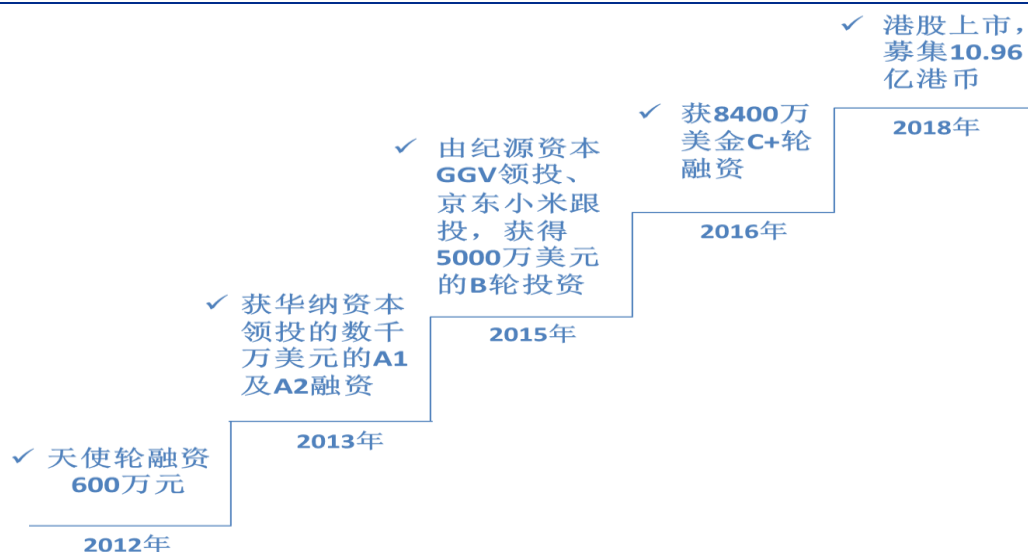 天使轮融资
600万元
2012年
获华纳资本
领投的数千
万美元的A1
及A2融资
2013年
由纪源资本
GGV领投、
京东小米跟
投，获得
5000万美元
的B轮投资
2015年
获8400万
美金C+轮
融资
2016年
港股上市，
募集10.96
亿港币
2018年